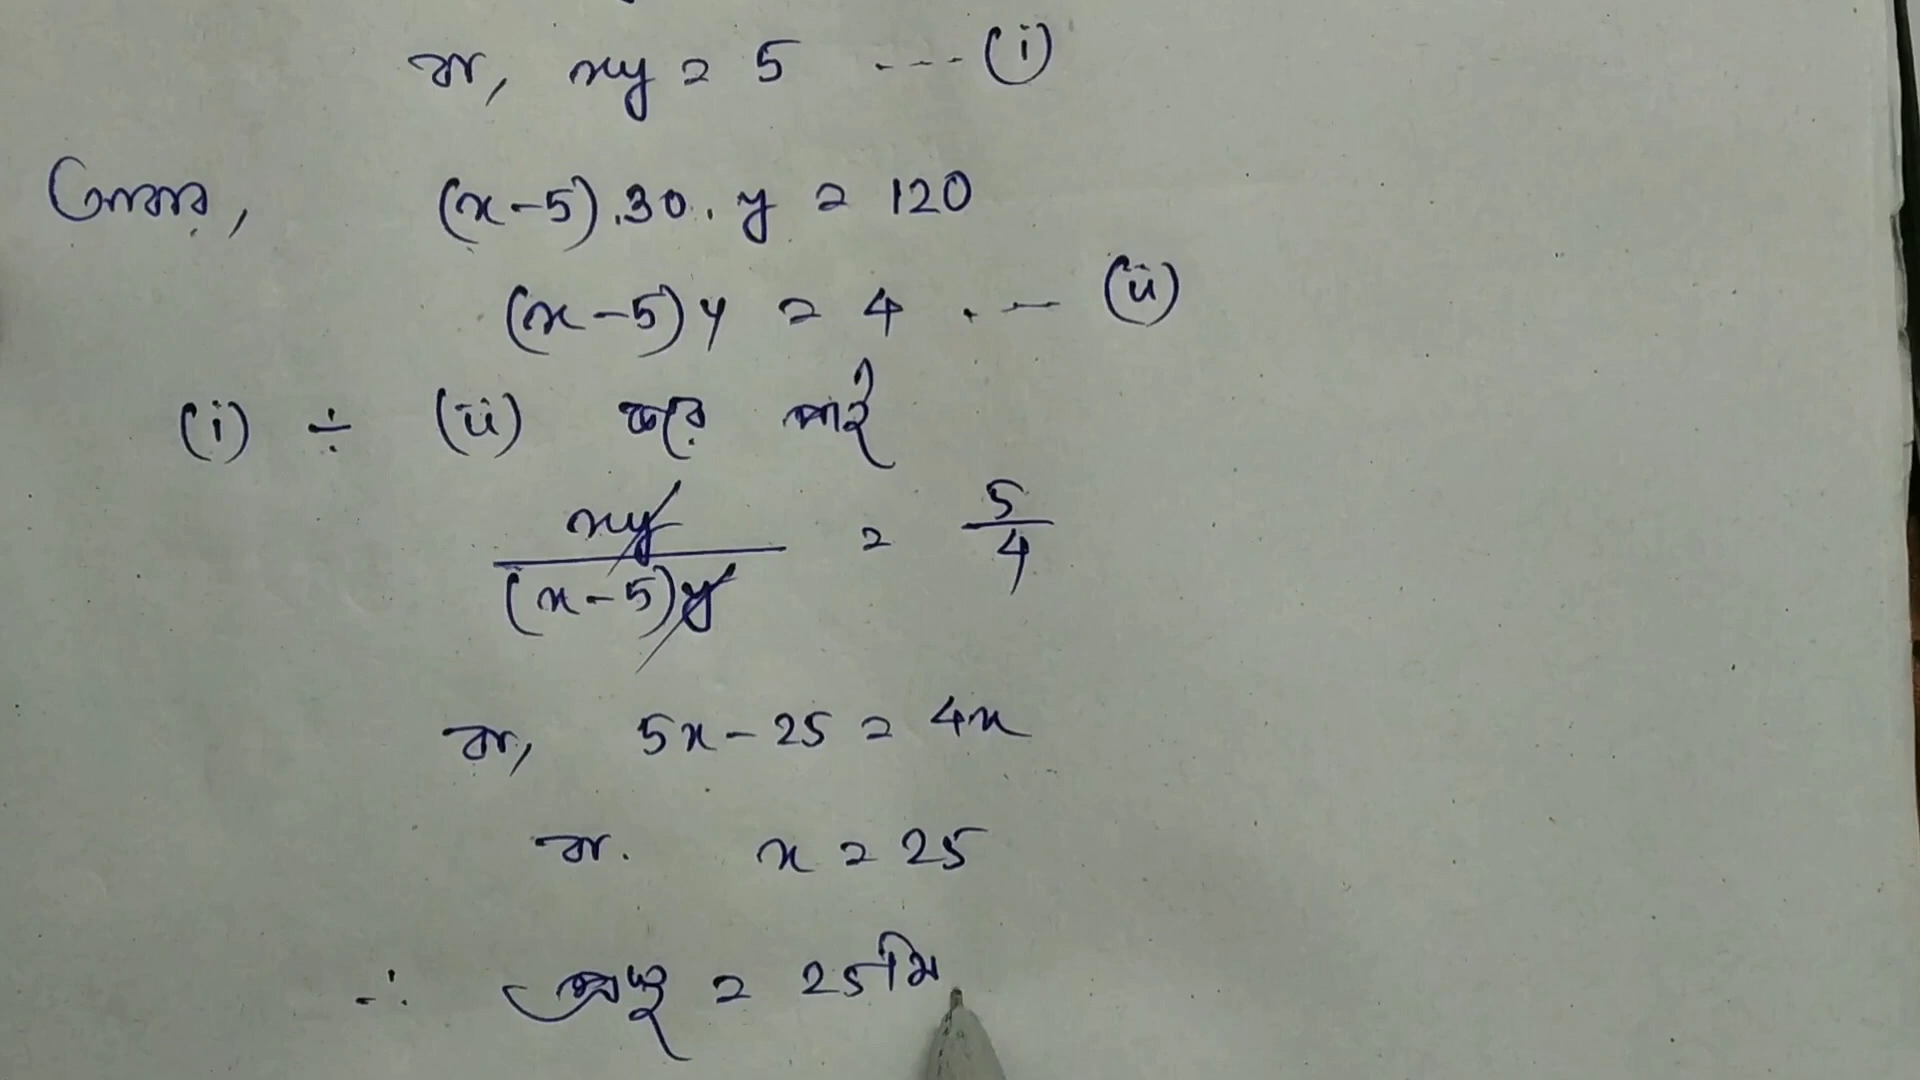 বা, xy = 5 --- (i)
আবার, (x-5).30.y = 120
(x-5)y = 4 .- (ii)
(i) ÷ (ii) করে পাই
xy/(x-5)y = 5/4
বা, 5x - 25 = 4x
বা. x = 25
∴ প্রস্থ = 25 মি